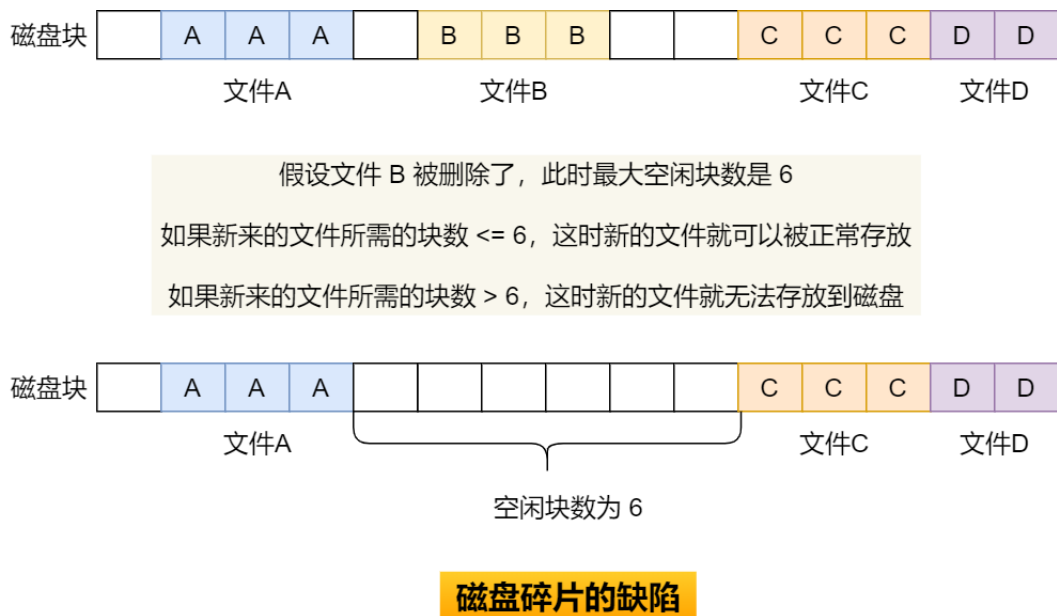 磁盘块 A A A B B B C C C D D
文件A 文件B 文件C 文件D
假设文件 B 被删除了，此时最大空闲块数是 6
如果新来的文件所需的块数 <= 6，这时新的文件就可以被正常存放
如果新来的文件所需的块数 > 6，这时新的文件就无法存放到磁盘
磁盘块 A A A C C C D D
文件A 文件C 文件D
空闲块数为 6
磁盘碎片的缺陷